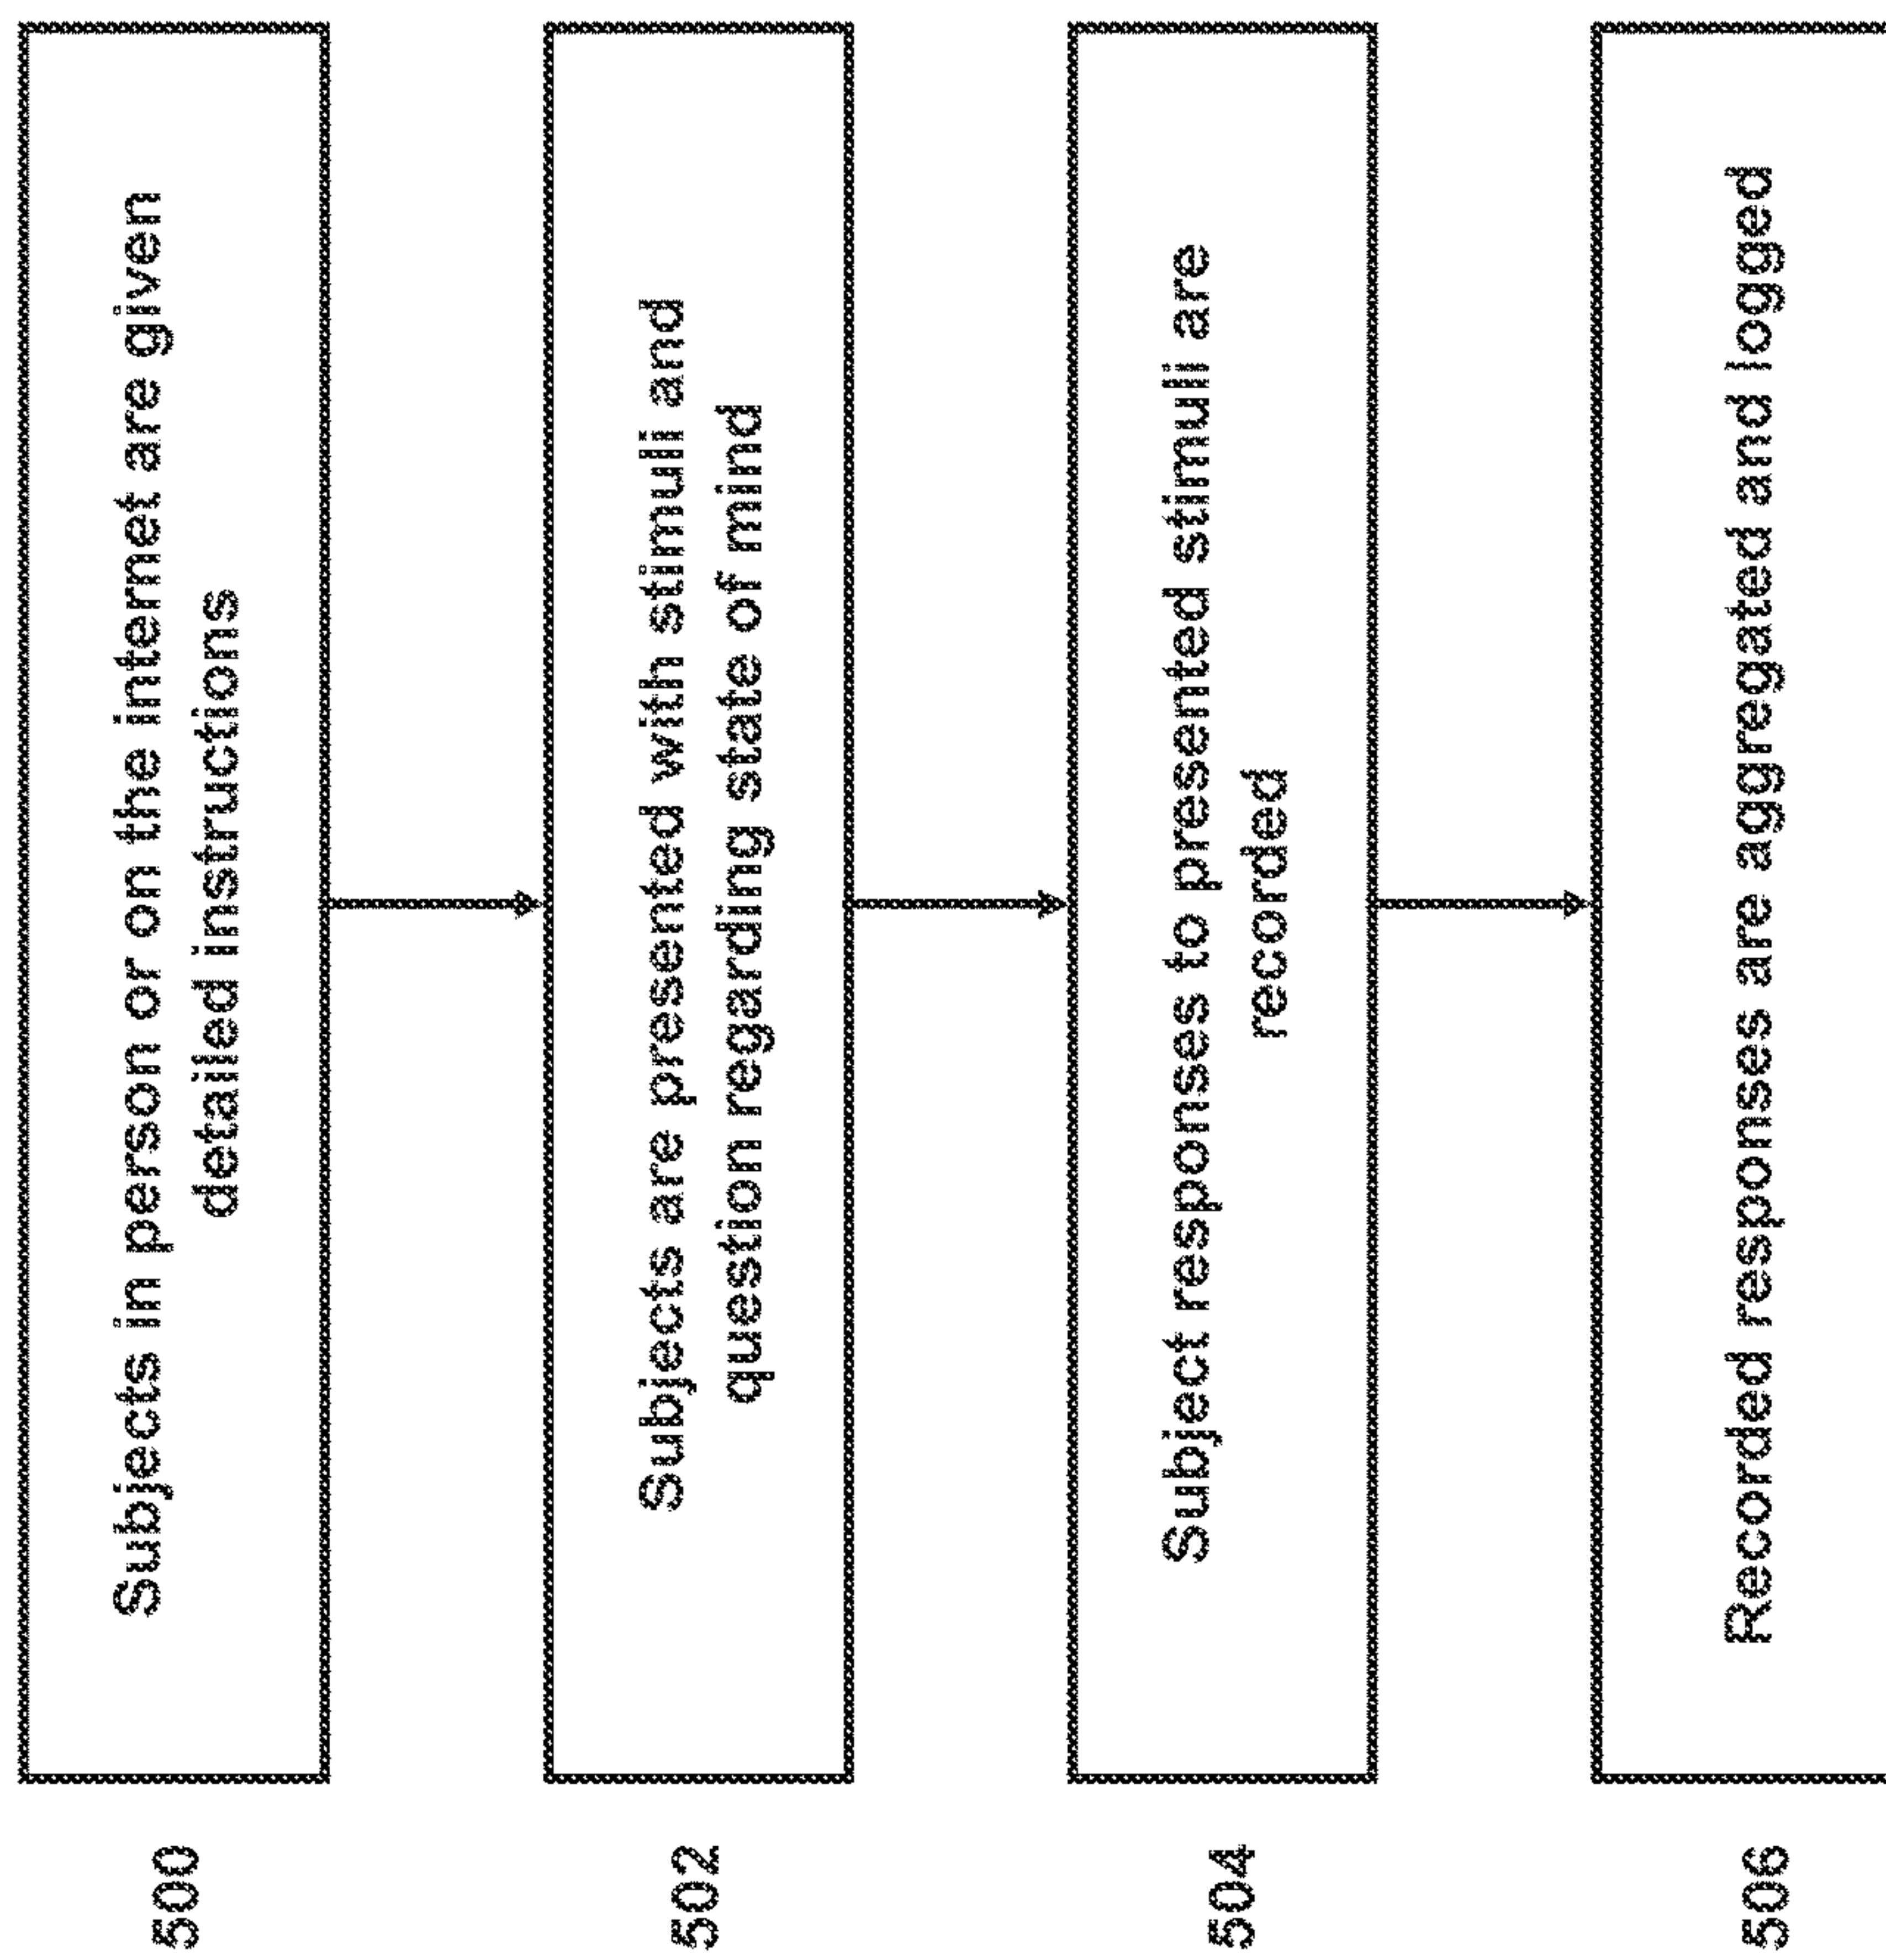 500
Subjects in person or on the internet are given
detailed instructions
502
Subjects are presented with stimuli and
question regarding state of mind
504
Subject responses to presented stimuli are
recorded
506
Recorded responses are aggregated and logged